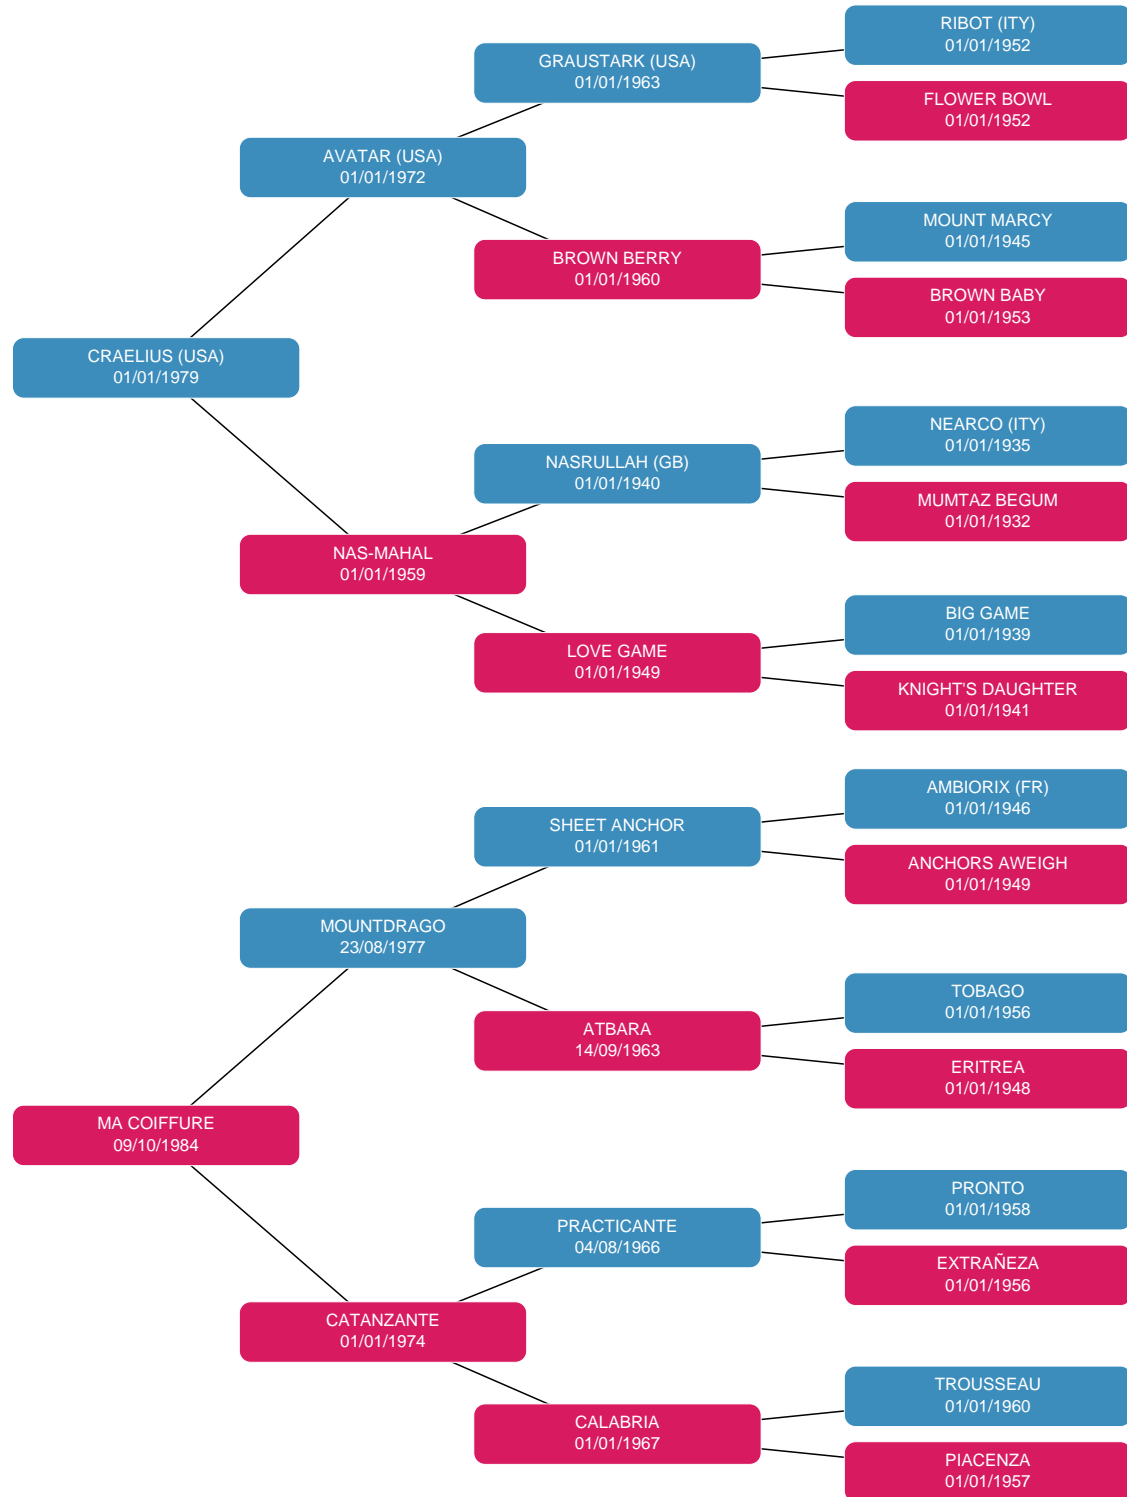 RIBOT (ITY)
01/01/1952
GRAUSTARK (USA)
01/01/1963
FLOWER BOWL
01/01/1952
AVATAR (USA)
01/01/1972
MOUNT MARCY
01/01/1945
BROWN BERRY
01/01/1960
BROWN BABY
01/01/1953
CRAELIUS (USA)
01/01/1979
NEARCO (ITY)
01/01/1935
NASRULLAH (GB)
01/01/1940
MUMTAZ BEGUM
01/01/1932
NAS-MAHAL
01/01/1959
BIG GAME
01/01/1939
LOVE GAME
01/01/1949
KNIGHT'S DAUGHTER
01/01/1941
AMBIORIX (FR)
01/01/1946
SHEET ANCHOR
01/01/1961
ANCHORS AWEIGH
01/01/1949
MOUNTDRAGO
23/08/1977
TOBAGO
01/01/1956
ATBARA
14/09/1963
ERITREA
01/01/1948
MA COIFFURE
09/10/1984
PRONTO
01/01/1958
PRACTICANTE
04/08/1966
EXTRAÑEZA
01/01/1956
CATANZANTE
01/01/1974
TROUSSEAU
01/01/1960
CALABRIA
01/01/1967
PIACENZA
01/01/1957